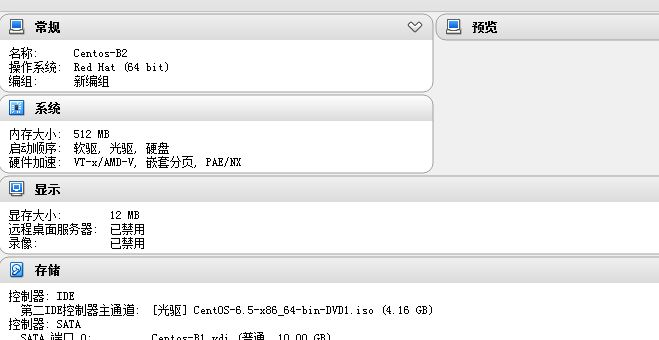 常规
预览
名称: Centos-B2
操作系统: Red Hat (64 bit)
编组: 新编组
系统
内存大小: 512 MB
启动顺序: 软驱, 光驱, 硬盘
硬件加速: VT-x/AMD-V, 嵌套分页, PAE/NX
显示
显存大小: 12 MB
远程桌面服务器: 已禁用
录像: 已禁用
存储
控制器: IDE
第二IDE控制器主通道: [光驱] CentOS-6.5-x86_64-bin-DVD1.iso (4.16 GB)
控制器: SATA
SATA 端口 0: Centos-B1.vdi (普通, 10.00 GB)